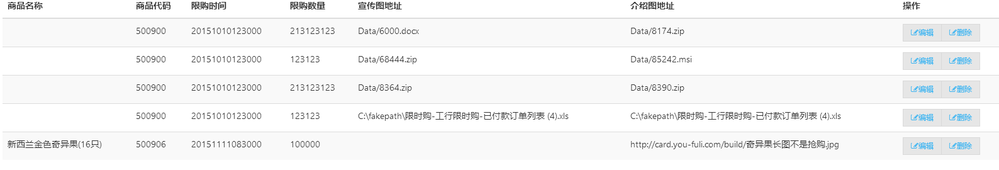 商品名称 商品代码 限购时间 限购数量 宣传图地址 介绍图地址 操作
500900 20151010123000 213123123 Data/6000.docx Data/8174.zip 编辑 删除
500900 20151010123000 123123 Data/68444.zip Data/85242.msi 编辑 删除
500900 20151010123000 213123123 Data/8364.zip Data/8390.zip 编辑 删除
500900 20151010123000 123123 C:\fakepath\限时购-工行限时购-已付款订单列表 (4).xls C:\fakepath\限时购-工行限时购-已付款订单列表 (4).xls 编辑 删除
新西兰金色奇异果(16只) 500906 20151111083000 100000 http://card.you-fuli.com/build/奇异果长图不是抢购.jpg 编辑 删除